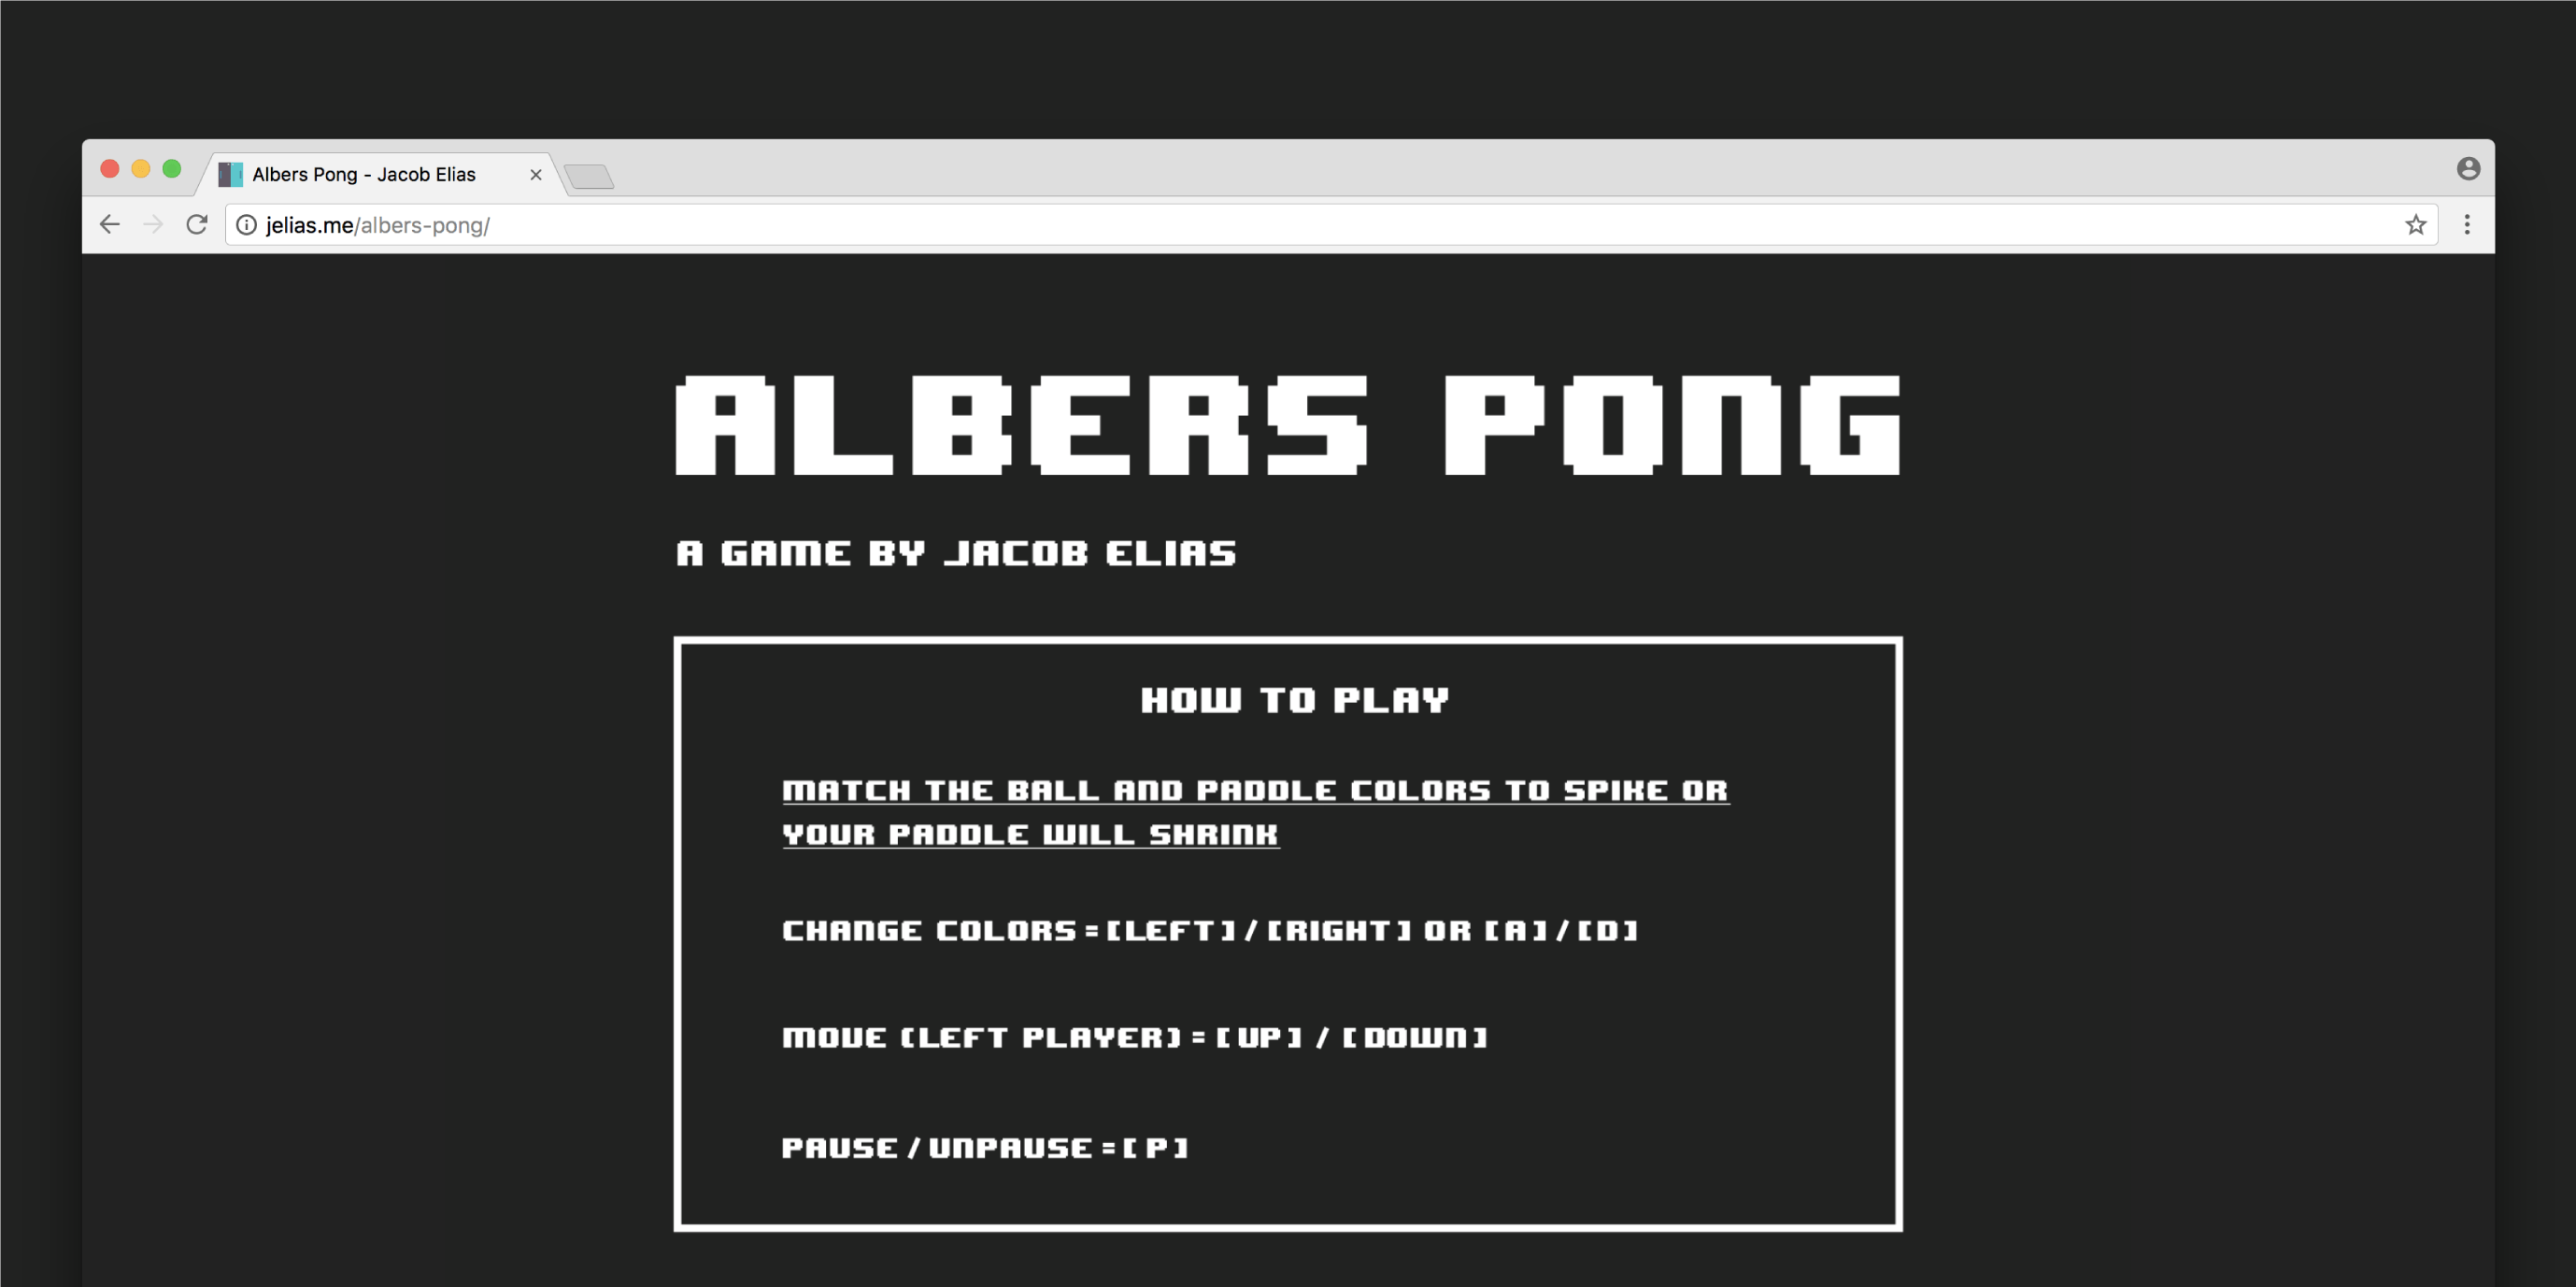 Albers Pong - Jacob Elias
jelias.me/albers-pong/
ALBERS PONG
A GAME BY JACOB ELIAS
HOW TO PLAY
MATCH THE BALL AND PADDLE COLORS TO SPIKE OR
YOUR PADDLE WILL SHRINK
CHANGE COLORS=[LEFT]/[RIGHT] OR [A]/[D]
MOVE (LEFT PLAYER) = [UP] / [DOWN]
PAUSE/UNPAUSE=[P]